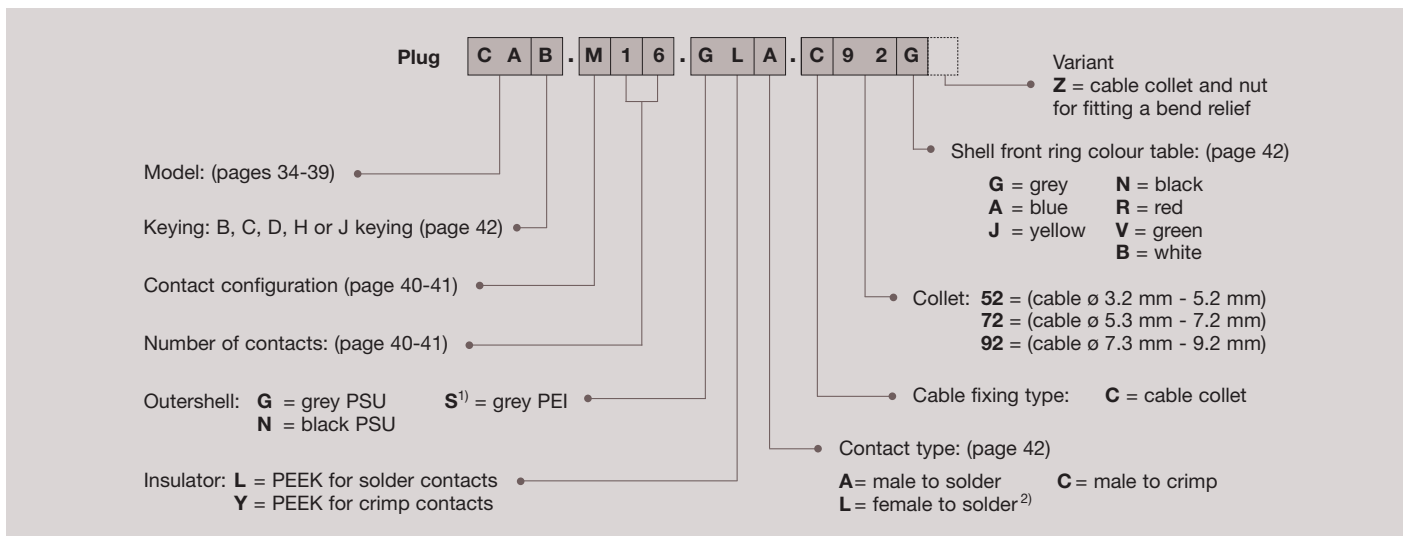 Plug C A B . M 1 6 . G L A . C 9 2 G
Variant
Z = cable collet and nut
for fitting a bend relief
Shell front ring colour table: (page 42)
G = grey N = black
A = blue R = red
J = yellow V = green
B = white
Model: (pages 34-39)
Keying: B, C, D, H or J keying (page 42)
Contact configuration (page 40-41)
Number of contacts: (page 40-41)
Collet: 52 = (cable ø 3.2 mm - 5.2 mm)
72 = (cable ø 5.3 mm - 7.2 mm)
92 = (cable ø 7.3 mm - 9.2 mm)
Outershell: G = grey PSU S1) = grey PEI
N = black PSU
Cable fixing type: C = cable collet
Insulator: L = PEEK for solder contacts
Y = PEEK for crimp contacts
Contact type: (page 42)
A= male to solder C = male to crimp
L= female to solder 2)